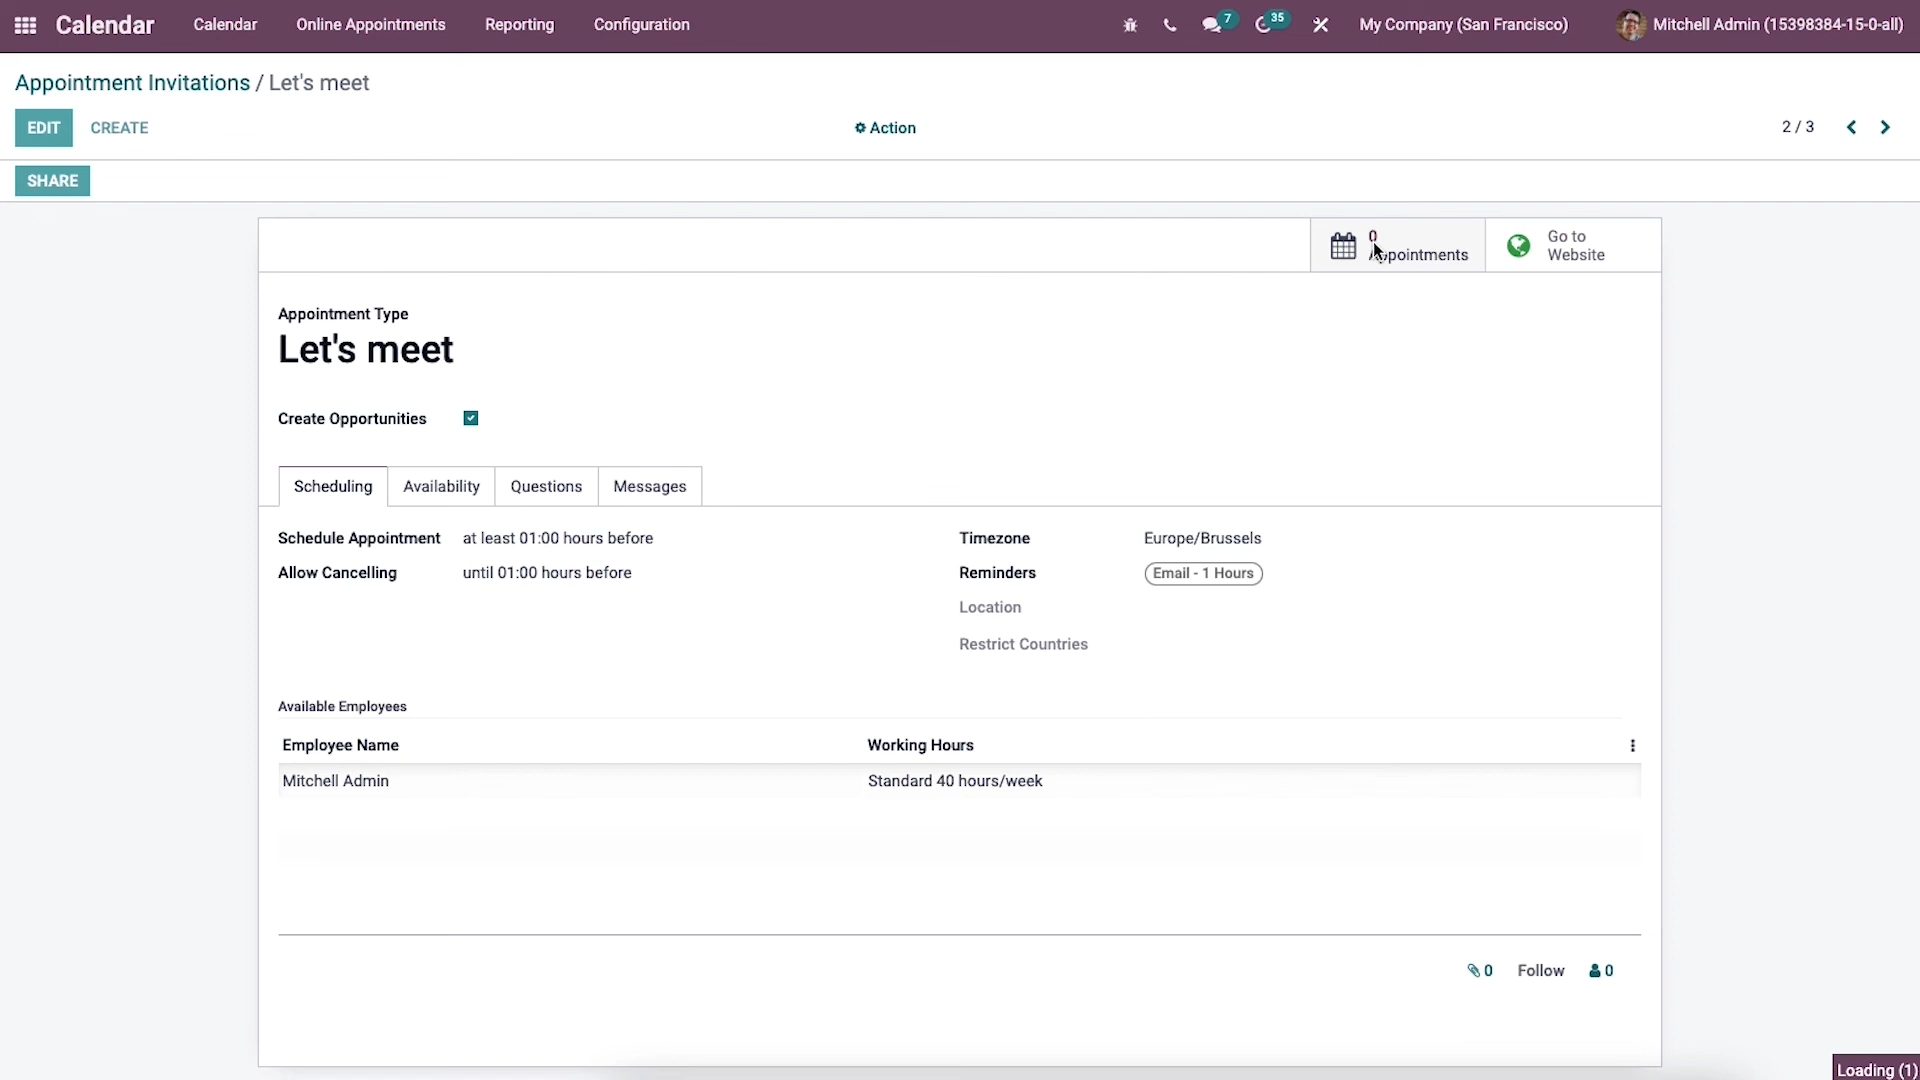 Calendar Calendar Online Appointments Reporting Configuration 7 35 My Company (San Francisco) Mitchell Admin (15398384-15-0-all)
Appointment Invitations / Let's meet
EDIT CREATE Action 2 / 3
SHARE
0
Appointments
Go to
Website
Appointment Type
Let's meet
Create Opportunities
Scheduling Availability Questions Messages
Schedule Appointment at least 01:00 hours before Timezone Europe/Brussels
Allow Cancelling until 01:00 hours before Reminders Email - 1 Hours
Location
Restrict Countries
Available Employees
Employee Name Working Hours
Mitchell Admin Standard 40 hours/week
0 Follow 0
Loading (1)